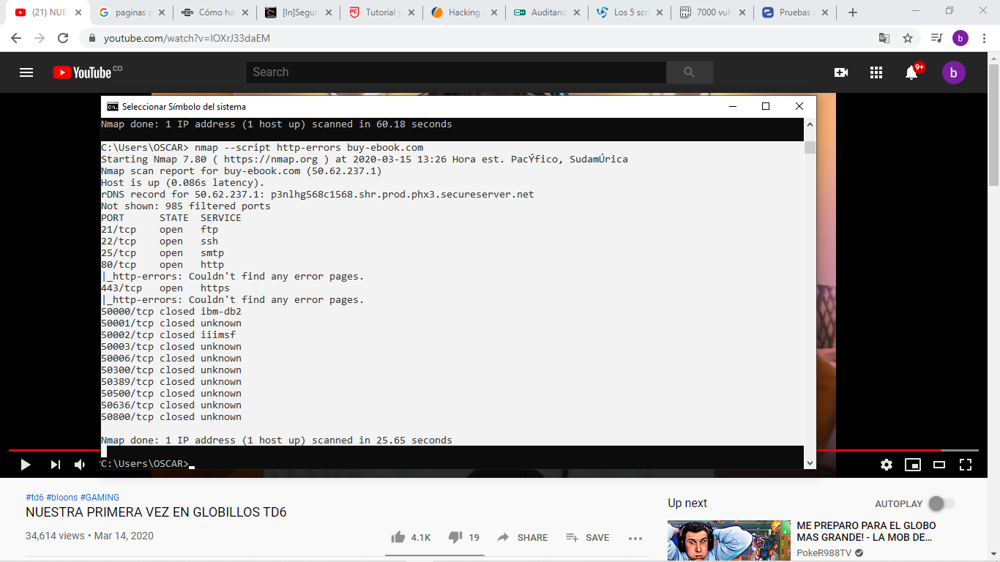 (21) NUES
paginas p
Cómo ha
[In]Segur
Tutorial y
Hacking
Auditand
Los 5 scr
7000 vuln
Pruebas
youtube.com/watch?v=IOXrJ33daEM
b
YouTube CO
Search
9+
b
Seleccionar Símbolo del sistema
Nmap done: 1 IP address (1 host up) scanned in 60.18 seconds
C:\Users\OSCAR> nmap --script http-errors buy-ebook.com
Starting Nmap 7.80 ( https://nmap.org ) at 2020-03-15 13:26 Hora est. PacÝfico, SudamÚrica
Nmap scan report for buy-ebook.com (50.62.237.1)
Host is up (0.086s latency).
rDNS record for 50.62.237.1: p3nlhg568c1568.shr.prod.phx3.secureserver.net
Not shown: 985 filtered ports
PORT STATE SERVICE
21/tcp open ftp
22/tcp open ssh
25/tcp open smtp
80/tcp open http
|_http-errors: Couldn't find any error pages.
443/tcp open https
|_http-errors: Couldn't find any error pages.
50000/tcp closed ibm-db2
50001/tcp closed unknown
50002/tcp closed iiimsf
50003/tcp closed unknown
50006/tcp closed unknown
50300/tcp closed unknown
50389/tcp closed unknown
50500/tcp closed unknown
50636/tcp closed unknown
50800/tcp closed unknown
Nmap done: 1 IP address (1 host up) scanned in 25.65 seconds
C:\Users\OSCAR>
#td6 #bloons #GAMING
NUESTRA PRIMERA VEZ EN GLOBILLOS TD6
34,614 views • Mar 14, 2020
4.1K
19
SHARE
SAVE
Up next
AUTOPLAY
ME PREPARO PARA EL GLOBO
MAS GRANDE! - LA MOB DE...
PokeR988TV